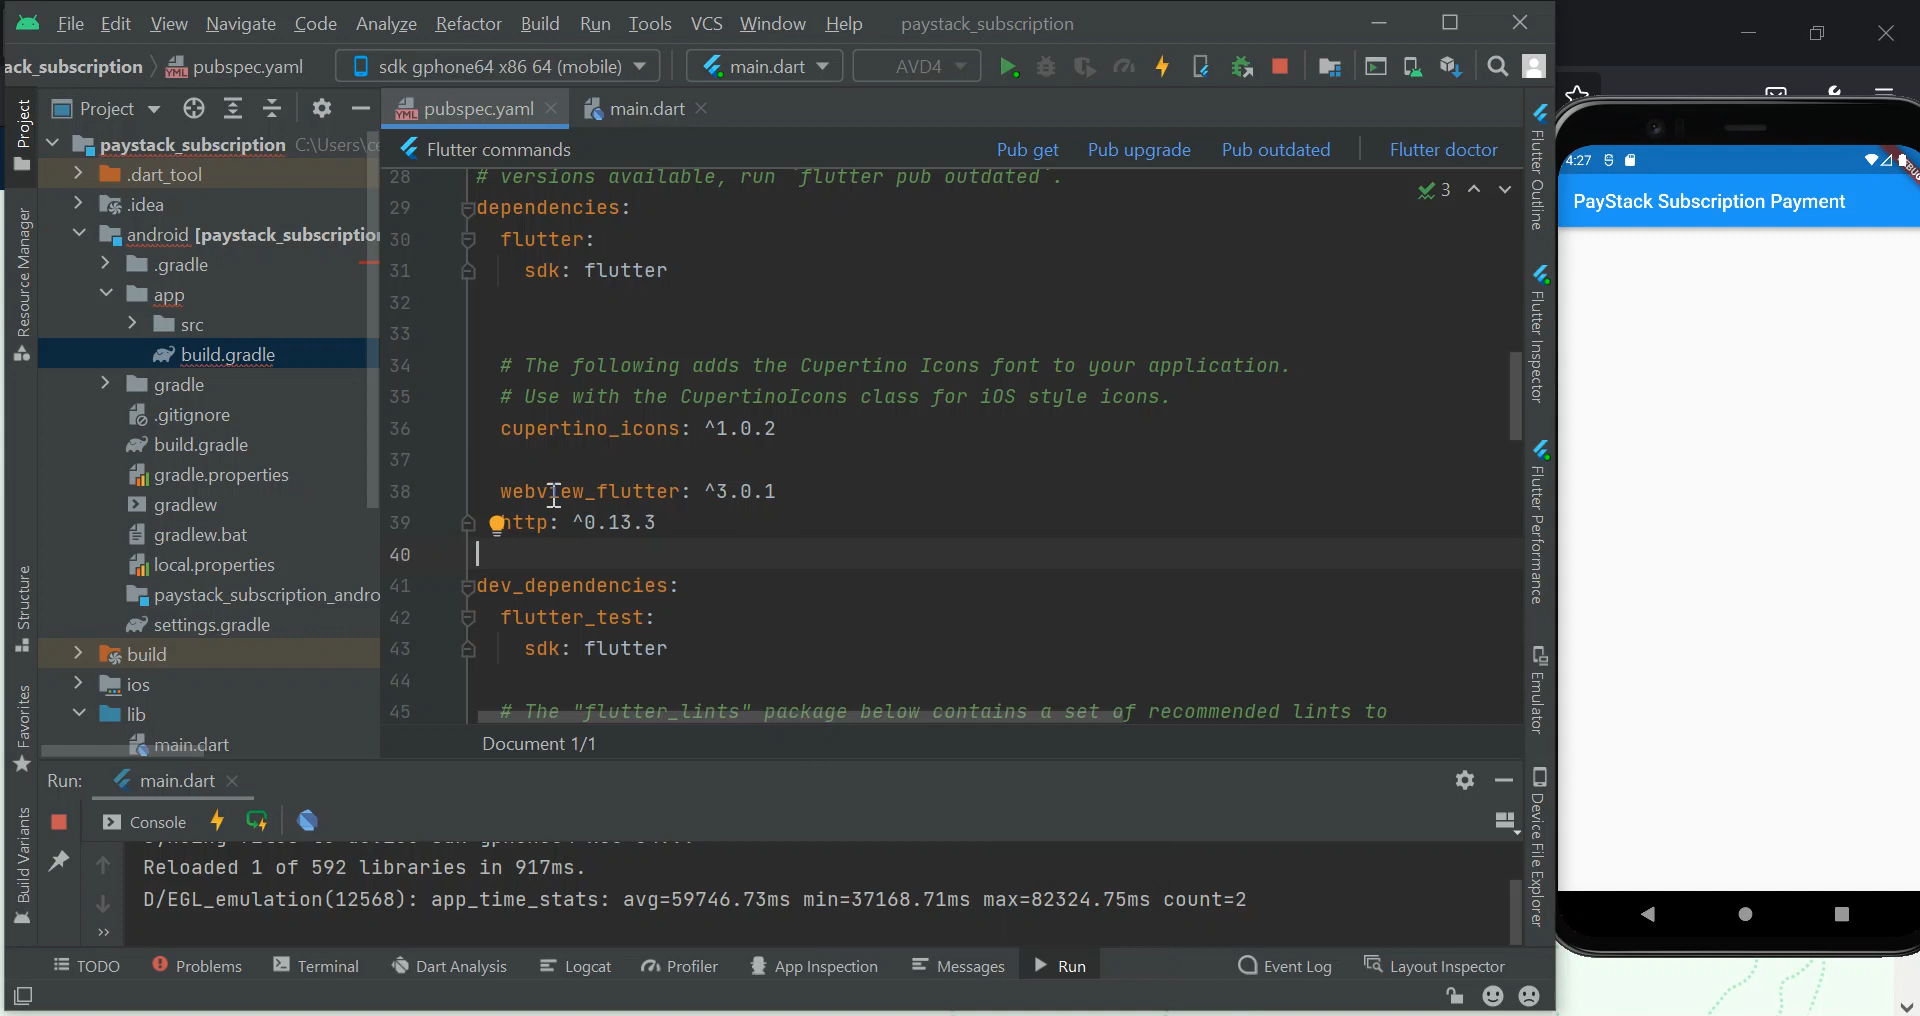 File Edit View Navigate Code Analyze Refactor Build Run Tools VCS Window Help paystack_subscription
ack_subscription pubspec.yaml sdk gphone64 x86 64 (mobile) main.dart AVD4
Project pubspec.yaml main.dart
Flutter commands Pub get Pub upgrade Pub outdated Flutter doctor
paystack_subscription C:\Users\ce
.dart_tool
.idea
android [paystack_subscription
.gradle
app
src
build.gradle
gradle
.gitignore
build.gradle
gradle.properties
gradlew
gradlew.bat
local.properties
paystack_subscription_andro
settings.gradle
build
ios
lib
main.dart
Project
Resource Manager
Structure
Favorites
Build Variants
28 # versions available, run `flutter pub outdated`.
29 dependencies:
30 flutter:
31 sdk: flutter
32
33
34 # The following adds the Cupertino Icons font to your application.
35 # Use with the CupertinoIcons class for iOS style icons.
36 cupertino_icons: ^1.0.2
37
38 webview_flutter: ^3.0.1
39 http: ^0.13.3
40
41 dev_dependencies:
42 flutter_test:
43 sdk: flutter
44
45 # The "flutter_lints" package below contains a set of recommended lints to
3
Document 1/1
Flutter Outline
Flutter Inspector
Flutter Performance
Emulator
Device File Explorer
4:27
PayStack Subscription Payment
Run: main.dart
Console
Reloaded 1 of 592 libraries in 917ms.
D/EGL_emulation(12568): app_time_stats: avg=59746.73ms min=37168.71ms max=82324.75ms count=2
TODO Problems Terminal Dart Analysis Logcat Profiler App Inspection Messages Run Event Log Layout Inspector